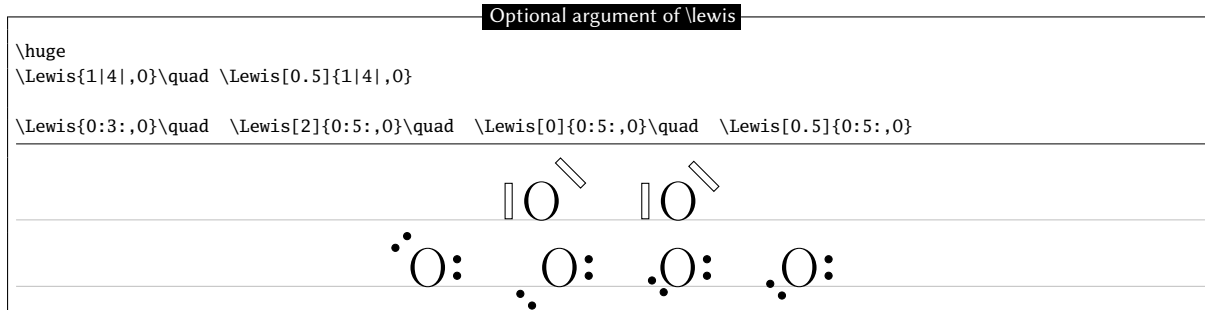 Optional argument of \lewis
\huge
\Lewis{1|4|,O}\quad \Lewis[0.5]{1|4|,O}
\Lewis{0:3:,O}\quad  \Lewis[2]{0:5:,O}\quad  \Lewis[0]{0:5:,O}\quad  \Lewis[0.5]{0:5:,O}
O O
O: O: O: O: